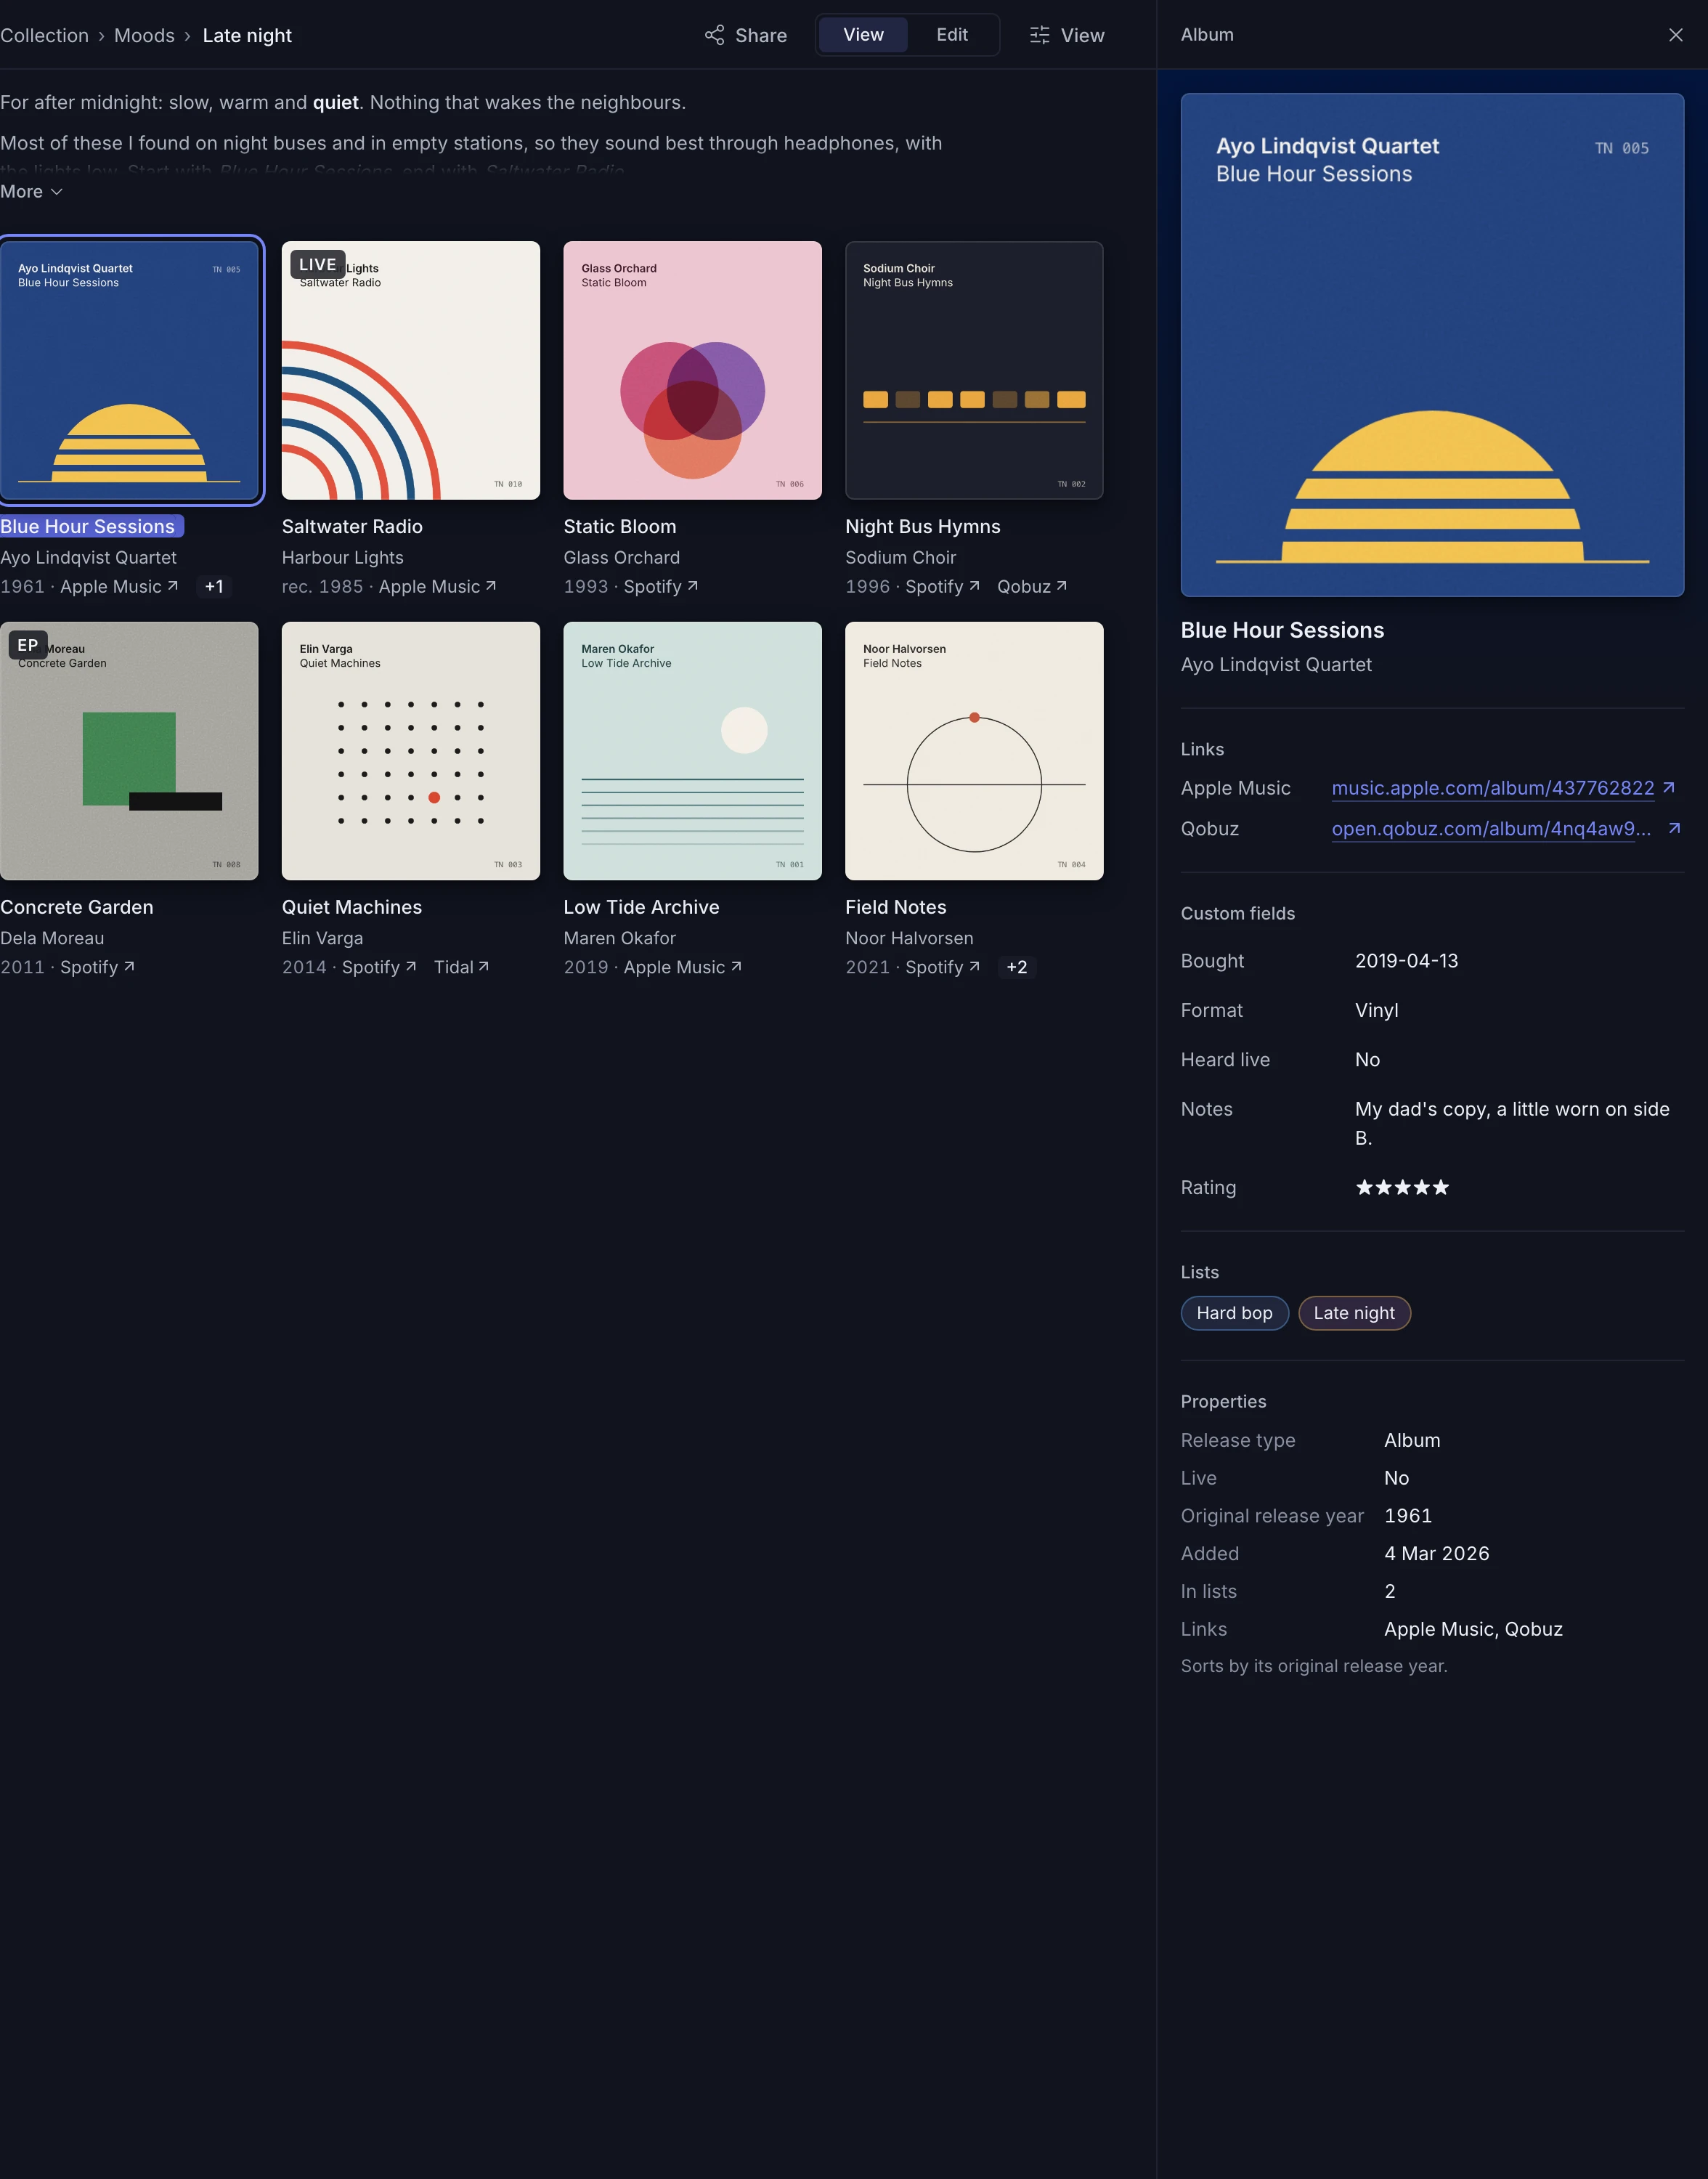 Collection › Moods › Late night
Share
View
Edit
View
Album
For after midnight: slow, warm and quiet. Nothing that wakes the neighbours.
Most of these I found on night buses and in empty stations, so they sound best through headphones, with
the lights low. Start with Blue Hour Sessions, end with Saltwater Radio.
More
Ayo Lindqvist Quartet
TN 005
Blue Hour Sessions
Blue Hour Sessions
Ayo Lindqvist Quartet
1961 · Apple Music +1
LIVE
Lights
Saltwater Radio
TN 010
Saltwater Radio
Harbour Lights
rec. 1985 · Apple Music
Glass Orchard
Static Bloom
TN 006
Static Bloom
Glass Orchard
1993 · Spotify
Sodium Choir
Night Bus Hymns
TN 002
Night Bus Hymns
Sodium Choir
1996 · Spotify Qobuz
EP
Moreau
Concrete Garden
TN 008
Concrete Garden
Dela Moreau
2011 · Spotify
Elin Varga
Quiet Machines
TN 003
Quiet Machines
Elin Varga
2014 · Spotify Tidal
Maren Okafor
Low Tide Archive
TN 001
Low Tide Archive
Maren Okafor
2019 · Apple Music
Noor Halvorsen
Field Notes
TN 004
Field Notes
Noor Halvorsen
2021 · Spotify +2
Ayo Lindqvist Quartet
TN 005
Blue Hour Sessions
Blue Hour Sessions
Ayo Lindqvist Quartet
Links
Apple Music music.apple.com/album/437762822
Qobuz open.qobuz.com/album/4nq4aw9…
Custom fields
Bought 2019-04-13
Format Vinyl
Heard live No
Notes My dad's copy, a little worn on side
B.
Rating ★★★★★
Lists
Hard bop Late night
Properties
Release type Album
Live No
Original release year 1961
Added 4 Mar 2026
In lists 2
Links Apple Music, Qobuz
Sorts by its original release year.